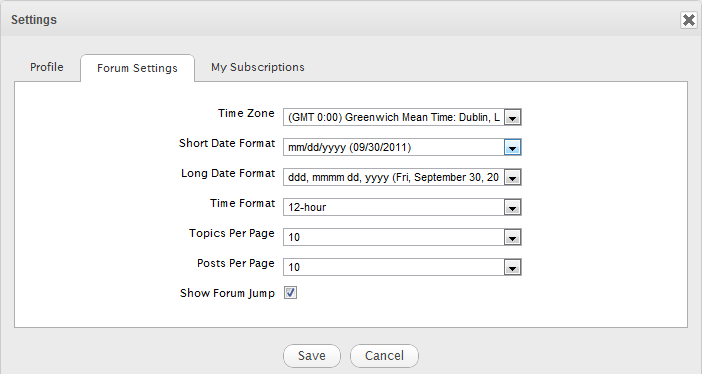 Settings
Profile
Forum Settings
My Subscriptions
Time Zone
(GMT 0:00) Greenwich Mean Time: Dublin, L
Short Date Format
mm/dd/yyyy (09/30/2011)
Long Date Format
ddd, mmmm dd, yyyy (Fri, September 30, 20
Time Format
12-hour
Topics Per Page
10
Posts Per Page
10
Show Forum Jump
Save
Cancel